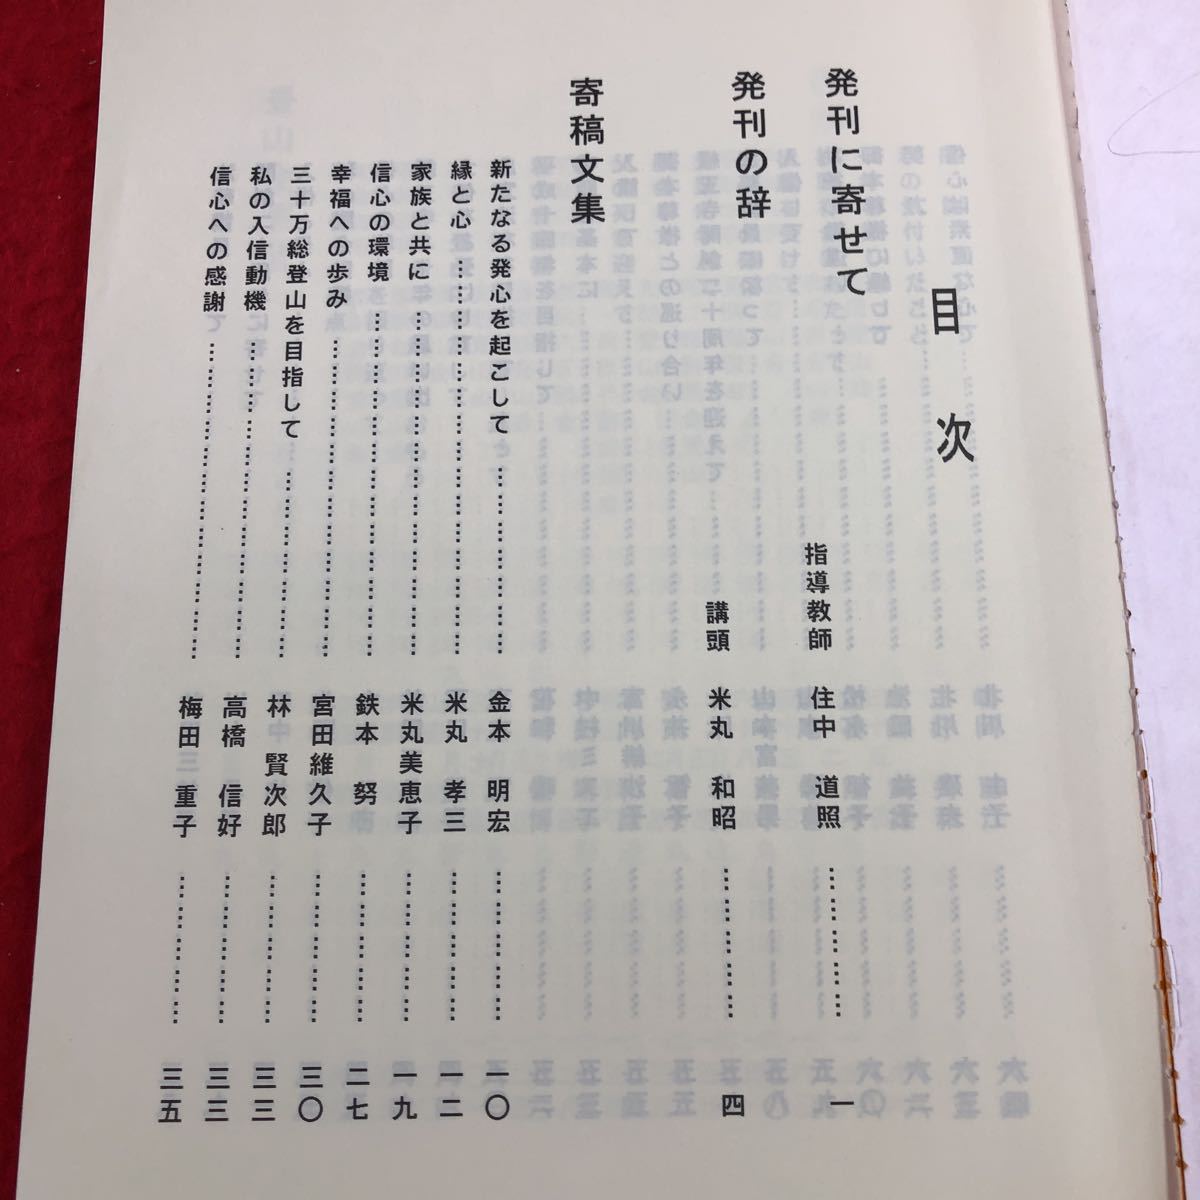 目次
発刊に寄せて 指導教師 住中 道照 ……………… 一
発刊の辞 講頭 米丸 和昭 ……………… 四
寄稿文集
新たなる発心を起こして ……………… 金本 明宏 ……………… 一〇
縁と心 ……………… 米丸 孝三 ……………… 一二
家族と共に ……………… 米丸美恵子 ……………… 一九
信心の環境 ……………… 鉄本 努 ……………… 二七
幸福への歩み ……………… 宮田維久子 ……………… 三〇
三十万総登山を目指して ……………… 林 賢次郎 ……………… 三三
私の入信動機 ……………… 高橋 信好 ……………… 三三
信心への感謝 ……………… 梅田三重子 ……………… 三五